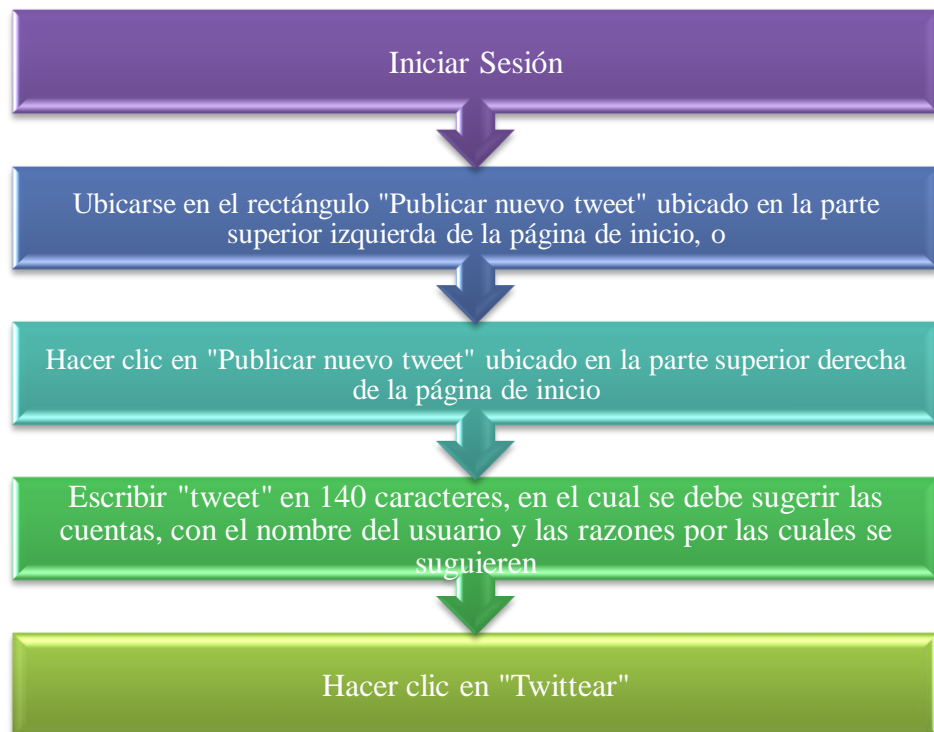 Iniciar Sesión
Ubicarse en el rectángulo "Publicar nuevo tweet" ubicado en la parte
superior izquierda de la página de inicio, o
Hacer clic en "Publicar nuevo tweet" ubicado en la parte superior derecha
de la página de inicio
Escribir "tweet" en 140 caracteres, en el cual se debe sugerir las
cuentas, con el nombre del usuario y las razones por las cuales se
suguieren
Hacer clic en "Twittear"